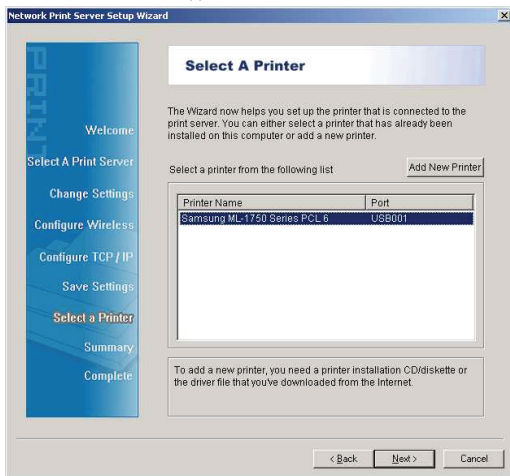 Network Print Server Setup Wizard
PRINT
Select A Printer
The Wizard now helps you set up the printer that is connected to the
print server. You can either select a printer that has already been
installed on this computer or add a new printer.
Welcome
Select A Print Server
Change Settings
Configure Wireless
Configure TCP / IP
Save Settings
Select a Printer
Summary
Complete
Select a printer from the following list
Add New Printer
Printer Name Port
Samsung ML-1750 Series PCL 6 USB001
To add a new printer, you need a printer installation CD/diskette or
the driver file that you've downloaded from the Internet.
< Back Next > Cancel